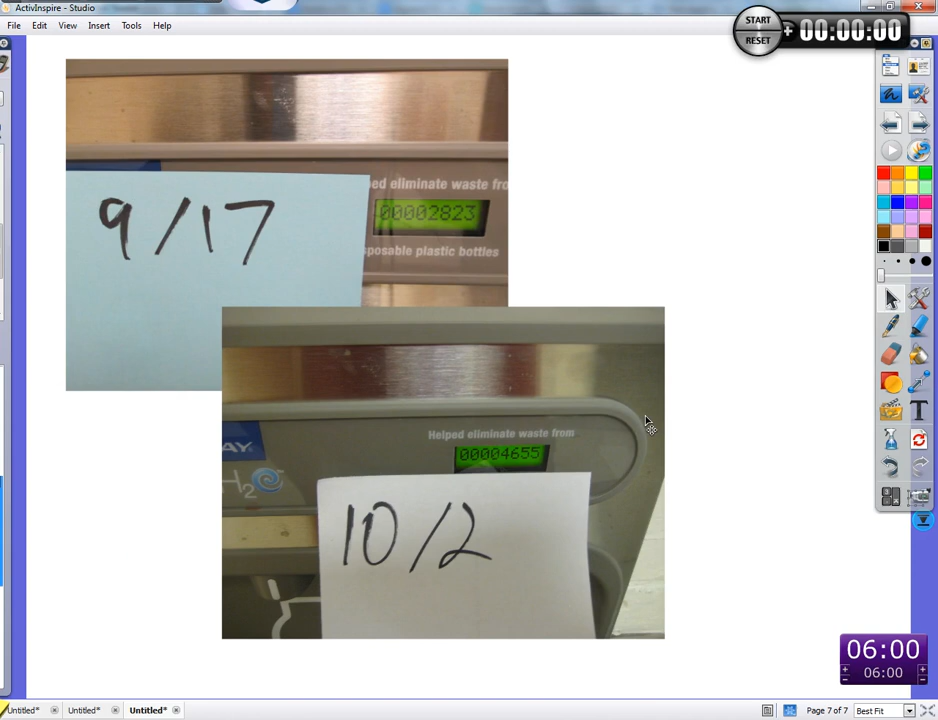 ActivInspire - Studio
File Edit View Insert Tools Help
START
RESET
+ 00:00:00
9/17
ed eliminate waste fro
00002823
sposable plastic bottles
Helped eliminate waste from
00004655
AY
H2
10/2
06:00
06:00
Untitled* Untitled* Untitled*
Page 7 of 7 Best Fit